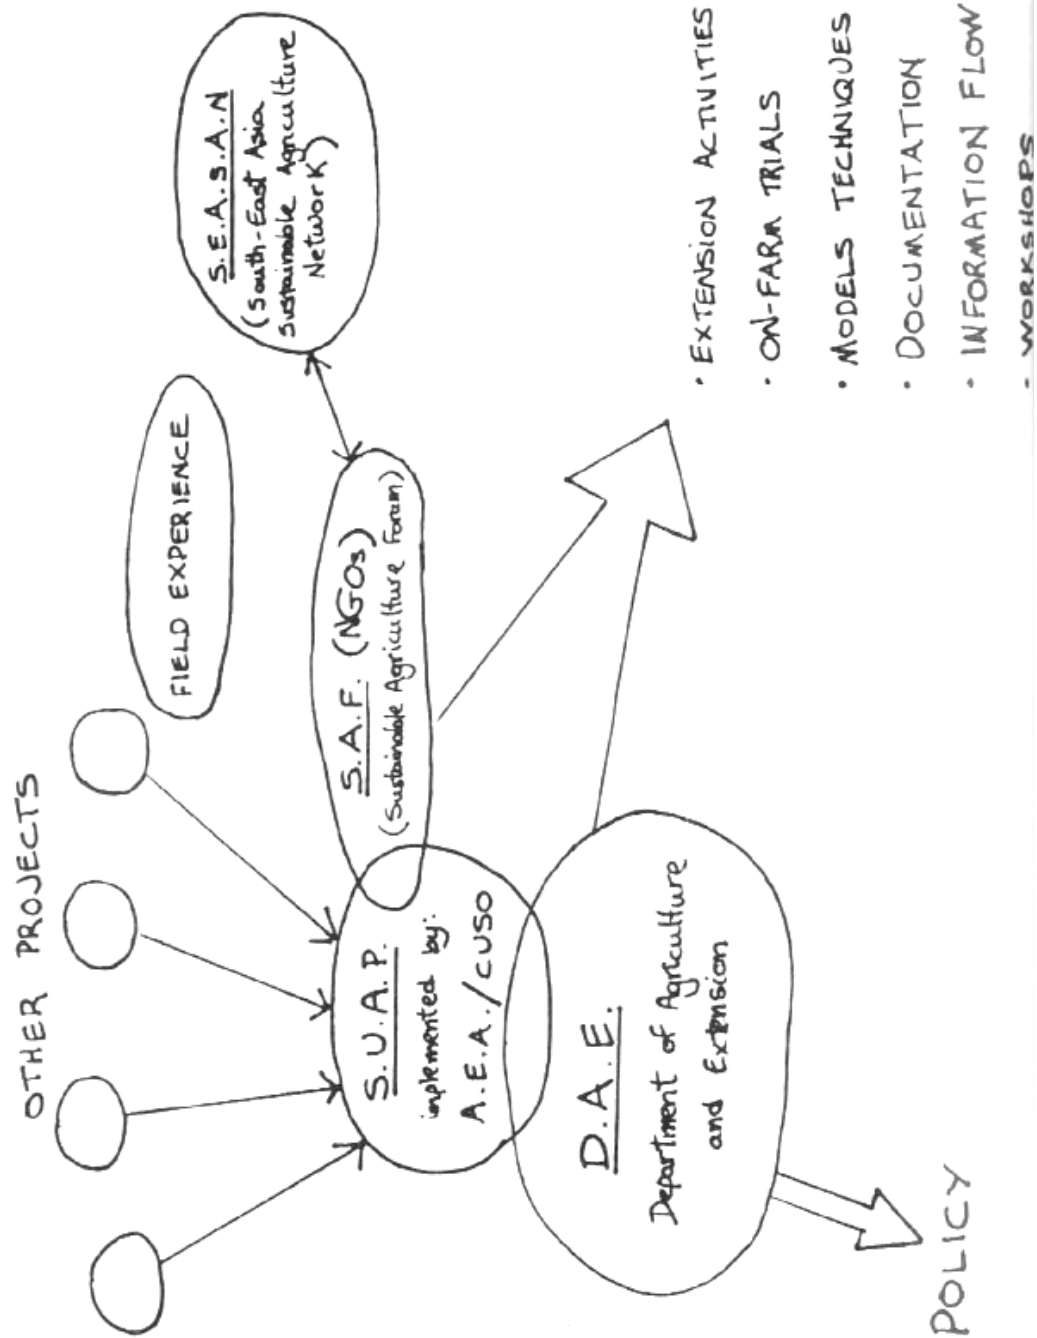 OTHER PROJECTS
FIELD EXPERIENCE
S.E.A.S.A.N
(South-East Asia
Sustainable Agriculture
Network)
S.A.F. (NGOs)
(Sustainable Agriculture Forum)
S.U.A.P.
implemented by:
A.E.A./CUSO
D.A.E.
Department of Agriculture
and Extension
POLICY
• EXTENSION ACTIVITIES
• ON-FARM TRIALS
• MODELS TECHNIQUES
• DOCUMENTATION
• INFORMATION FLOW
- WORKSHOPS